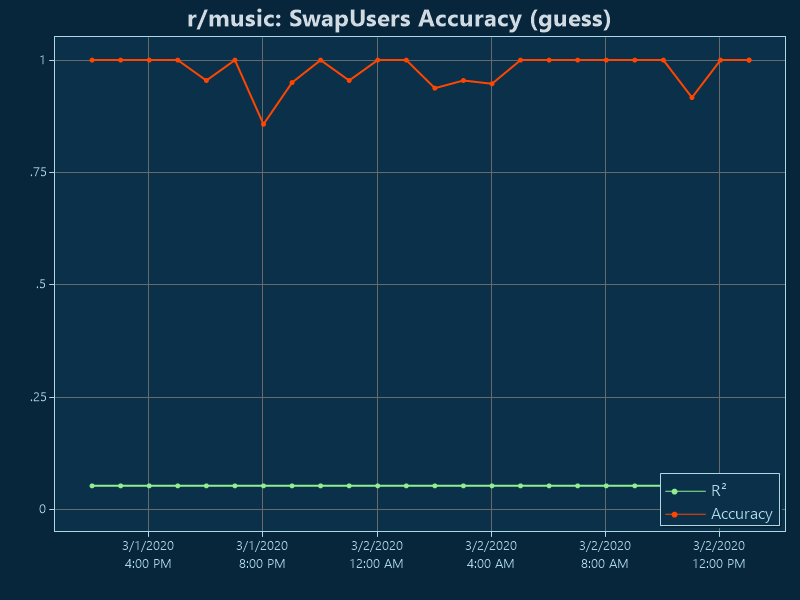 r/music: SwapUsers Accuracy (guess)
1
.75
.5
.25
0
R²
Accuracy
3/1/2020 3/1/2020 3/2/2020 3/2/2020 3/2/2020 3/2/2020
4:00 PM 8:00 PM 12:00 AM 4:00 AM 8:00 AM 12:00 PM